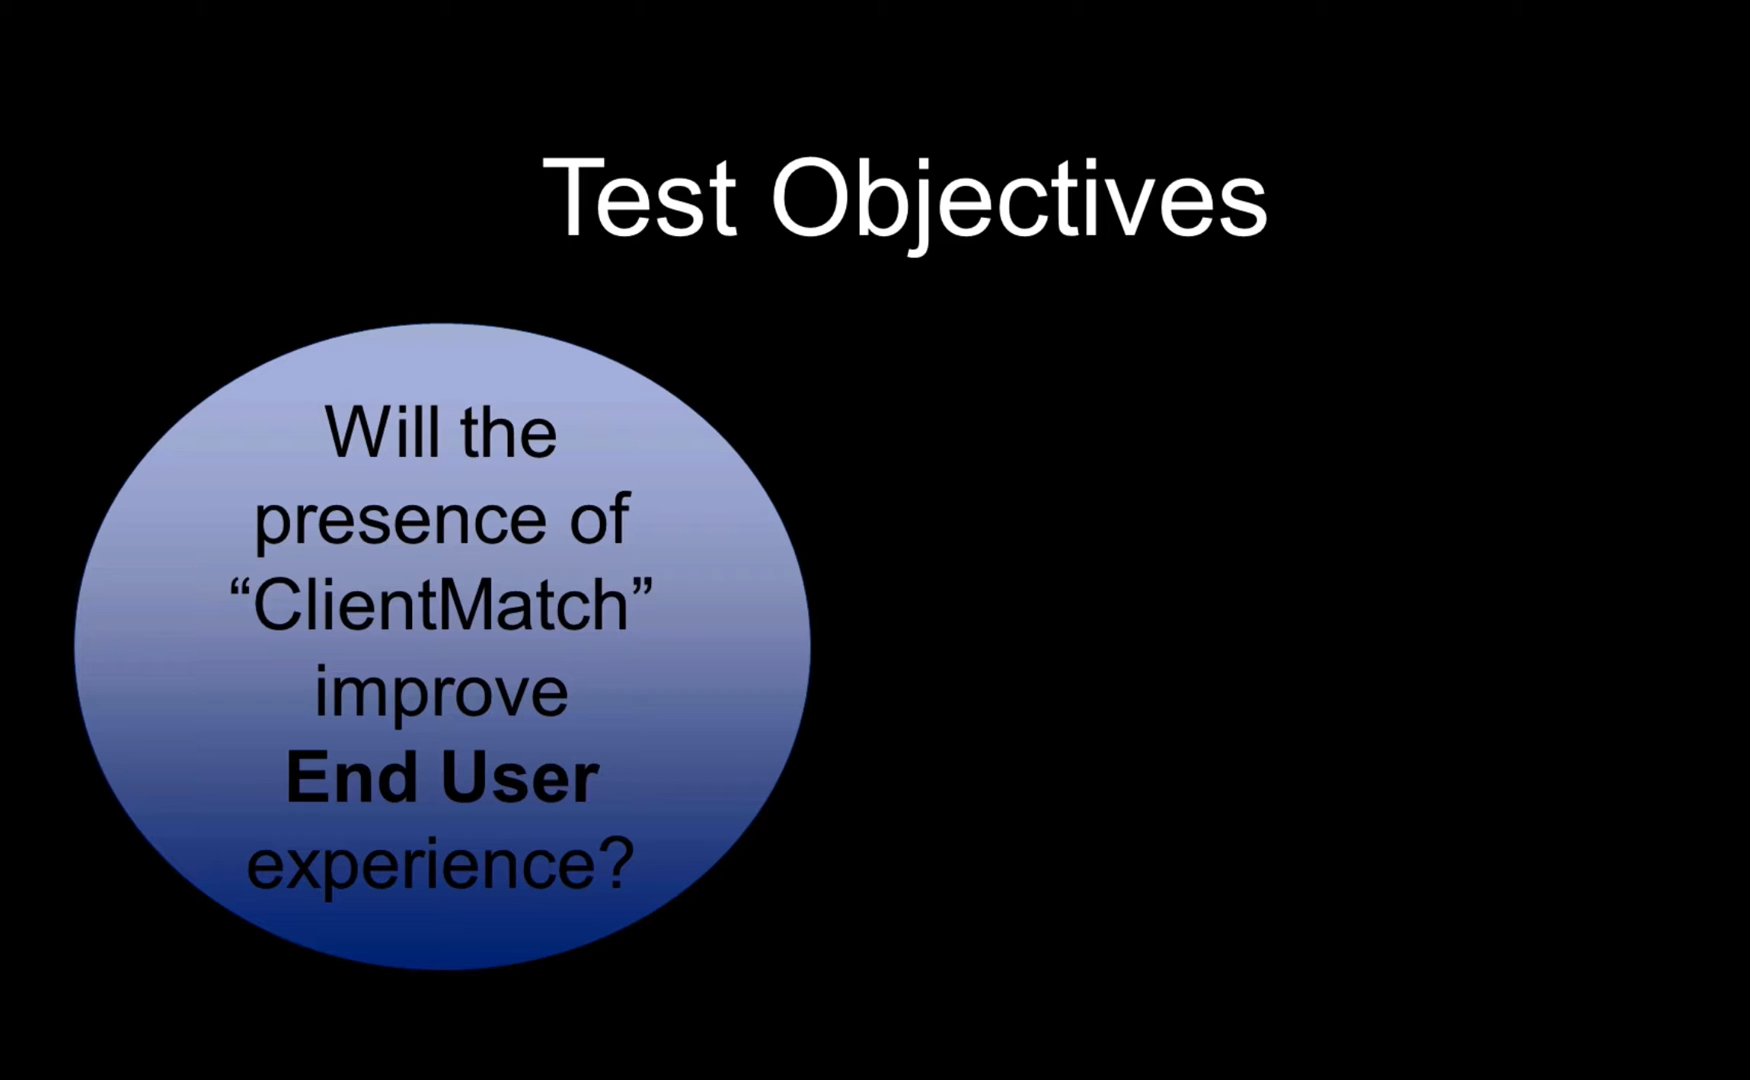 Test Objectives
Will the
presence of
“ClientMatch”
improve
End User
experience?